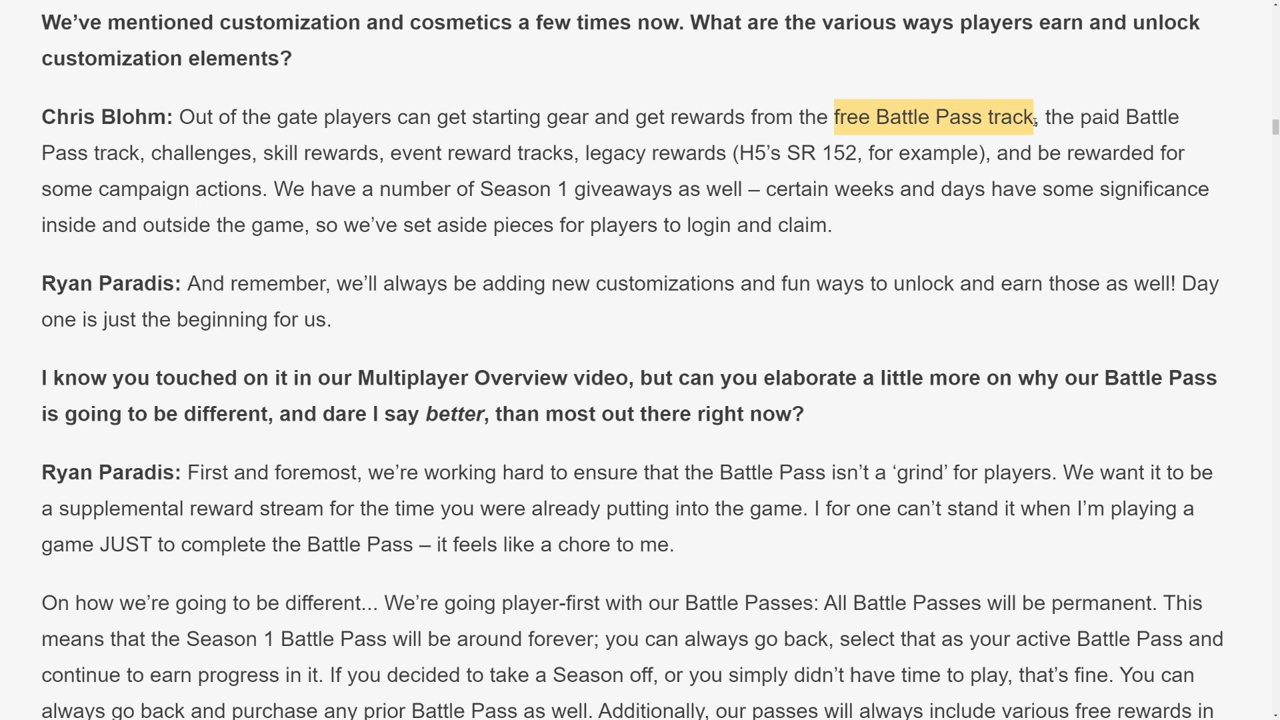 We’ve mentioned customization and cosmetics a few times now. What are the various ways players earn and unlock
customization elements?
Chris Blohm: Out of the gate players can get starting gear and get rewards from the free Battle Pass track, the paid Battle
Pass track, challenges, skill rewards, event reward tracks, legacy rewards (H5’s SR 152, for example), and be rewarded for
some campaign actions. We have a number of Season 1 giveaways as well – certain weeks and days have some significance
inside and outside the game, so we’ve set aside pieces for players to login and claim.
Ryan Paradis: And remember, we’ll always be adding new customizations and fun ways to unlock and earn those as well! Day
one is just the beginning for us.
I know you touched on it in our Multiplayer Overview video, but can you elaborate a little more on why our Battle Pass
is going to be different, and dare I say better, than most out there right now?
Ryan Paradis: First and foremost, we’re working hard to ensure that the Battle Pass isn’t a ‘grind’ for players. We want it to be
a supplemental reward stream for the time you were already putting into the game. I for one can’t stand it when I’m playing a
game JUST to complete the Battle Pass – it feels like a chore to me.
On how we’re going to be different... We’re going player-first with our Battle Passes: All Battle Passes will be permanent. This
means that the Season 1 Battle Pass will be around forever; you can always go back, select that as your active Battle Pass and
continue to earn progress in it. If you decided to take a Season off, or you simply didn’t have time to play, that’s fine. You can
always go back and purchase any prior Battle Pass as well. Additionally, our passes will always include various free rewards in